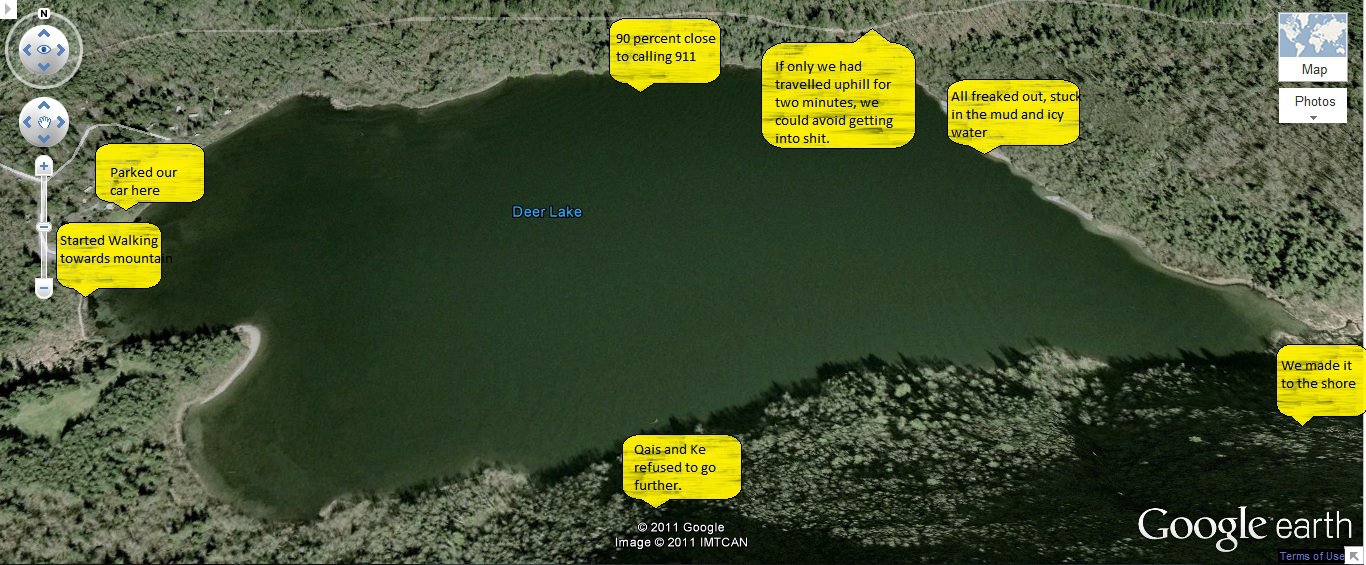 N
90 percent close
to calling 911
If only we had
travelled uphill for
two minutes, we
could avoid getting
into shit.
All freaked out, stuck
in the mud and icy
water
Map
Photos
Parked our
car here
Deer Lake
Started Walking
towards mountain
We made it
to the shore
Qais and Ke
refused to go
further.
© 2011 Google
Image © 2011 IMTCAN
Google earth
Terms of Use